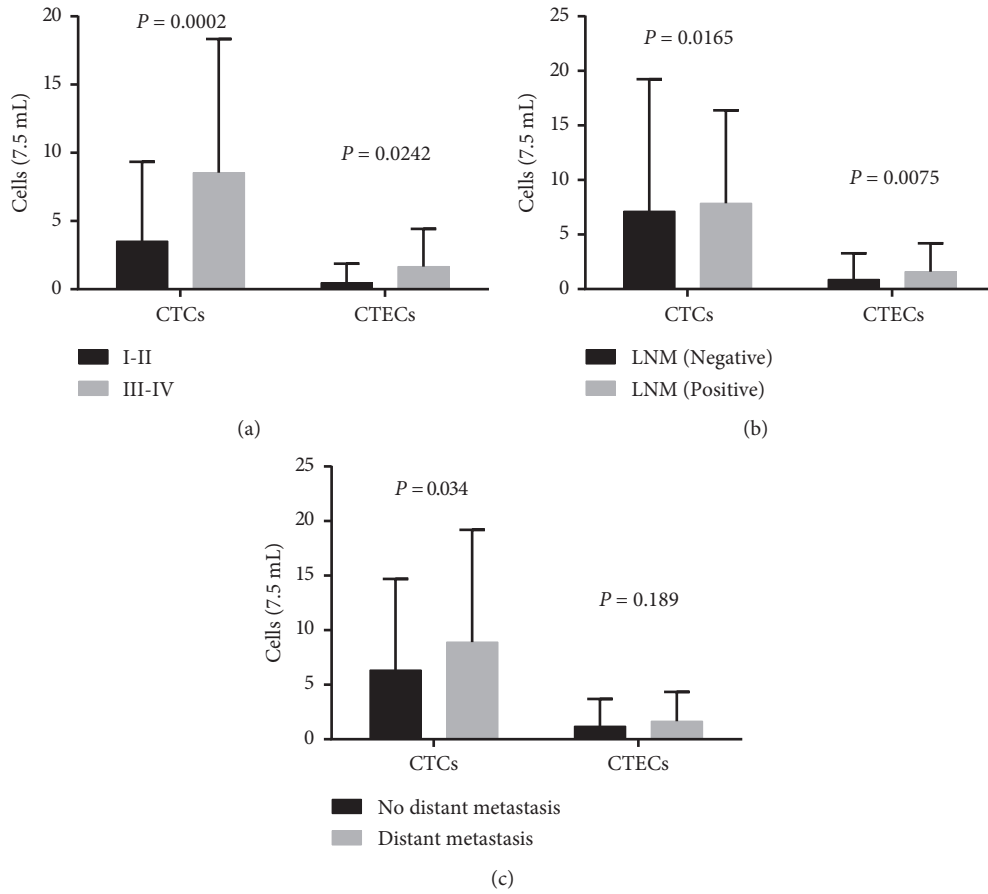 20
15
10
5
0
Cells (7.5 mL)
P = 0.0002
P = 0.0242
CTCs
CTECs
I-II
III-IV
(a)
25
20
15
10
5
0
Cells (7.5 mL)
P = 0.0165
P = 0.0075
CTCs
CTECs
LNM (Negative)
LNM (Positive)
(b)
25
20
15
10
5
0
Cells (7.5 mL)
P = 0.034
P = 0.189
CTCs
CTECs
No distant metastasis
Distant metastasis
(c)